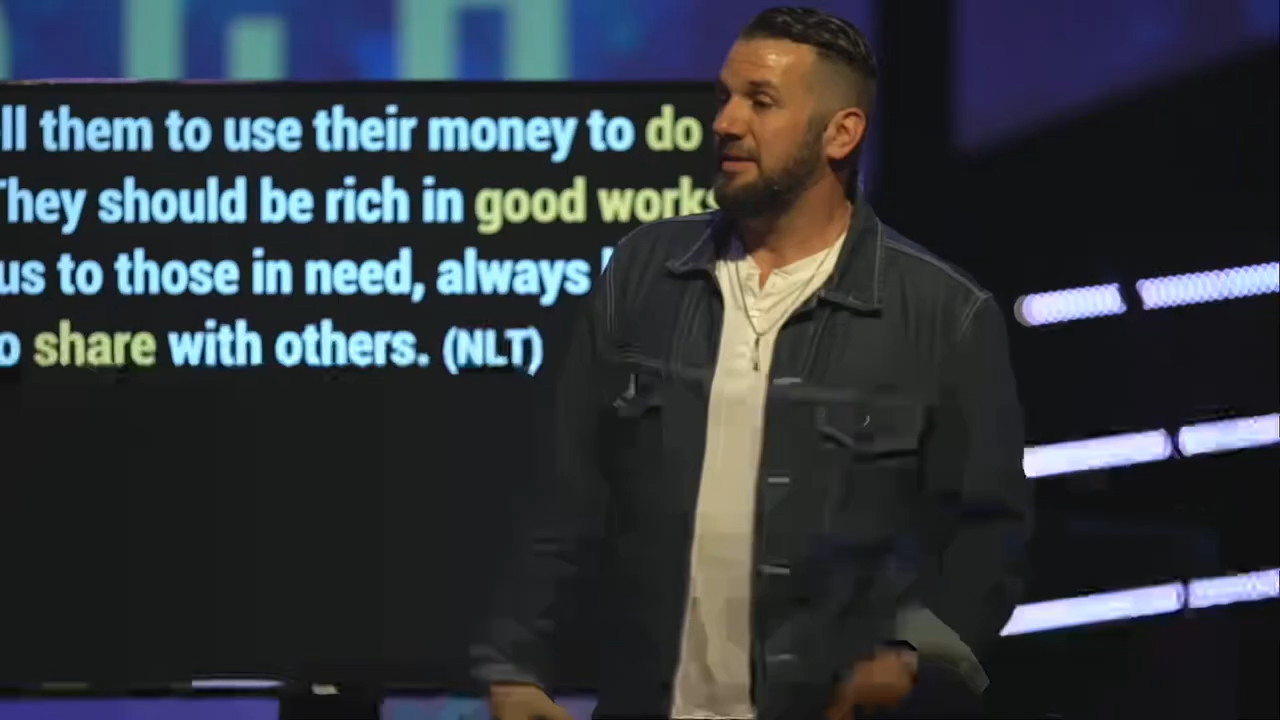 ll them to use their money to do
They should be rich in good works
us to those in need, always
o share with others. (NLT)